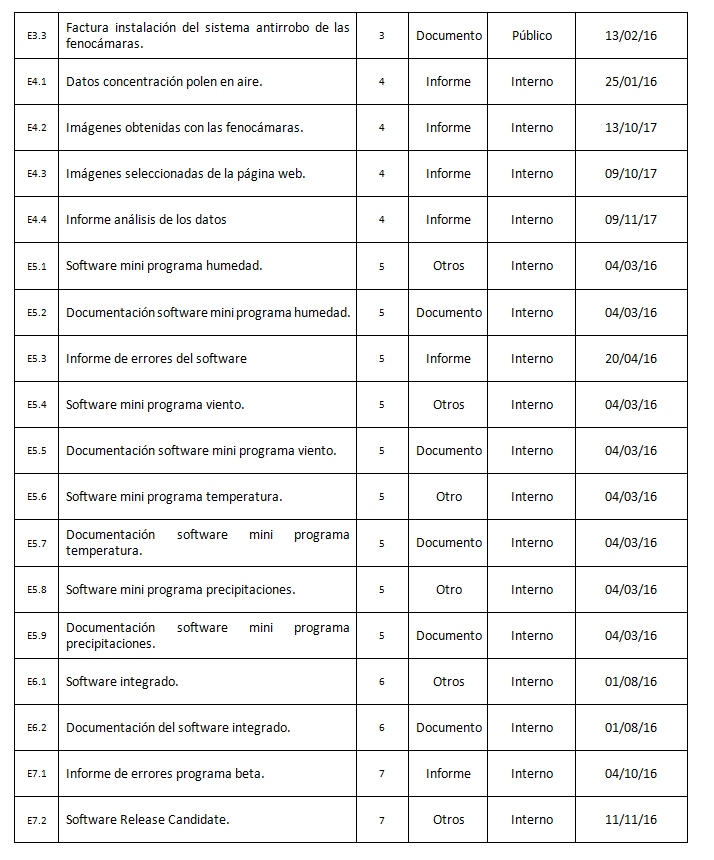 E3.3 Factura instalación del sistema antirrobo de las fenocámaras. 3 Documento Público 13/02/16
E4.1 Datos concentración polen en aire. 4 Informe Interno 25/01/16
E4.2 Imágenes obtenidas con las fenocámaras. 4 Informe Interno 13/10/17
E4.3 Imágenes seleccionadas de la página web. 4 Informe Interno 09/10/17
E4.4 Informe análisis de los datos 4 Informe Interno 09/11/17
E5.1 Software mini programa humedad. 5 Otros Interno 04/03/16
E5.2 Documentación software mini programa humedad. 5 Documento Interno 04/03/16
E5.3 Informe de errores del software 5 Informe Interno 20/04/16
E5.4 Software mini programa viento. 5 Otros Interno 04/03/16
E5.5 Documentación software mini programa viento. 5 Documento Interno 04/03/16
E5.6 Software mini programa temperatura. 5 Otro Interno 04/03/16
E5.7 Documentación software mini programa temperatura. 5 Documento Interno 04/03/16
E5.8 Software mini programa precipitaciones. 5 Otro Interno 04/03/16
E5.9 Documentación software mini programa precipitaciones. 5 Documento Interno 04/03/16
E6.1 Software integrado. 6 Otros Interno 01/08/16
E6.2 Documentación del software integrado. 6 Documento Interno 01/08/16
E7.1 Informe de errores programa beta. 7 Informe Interno 04/10/16
E7.2 Software Release Candidate. 7 Otros Interno 11/11/16